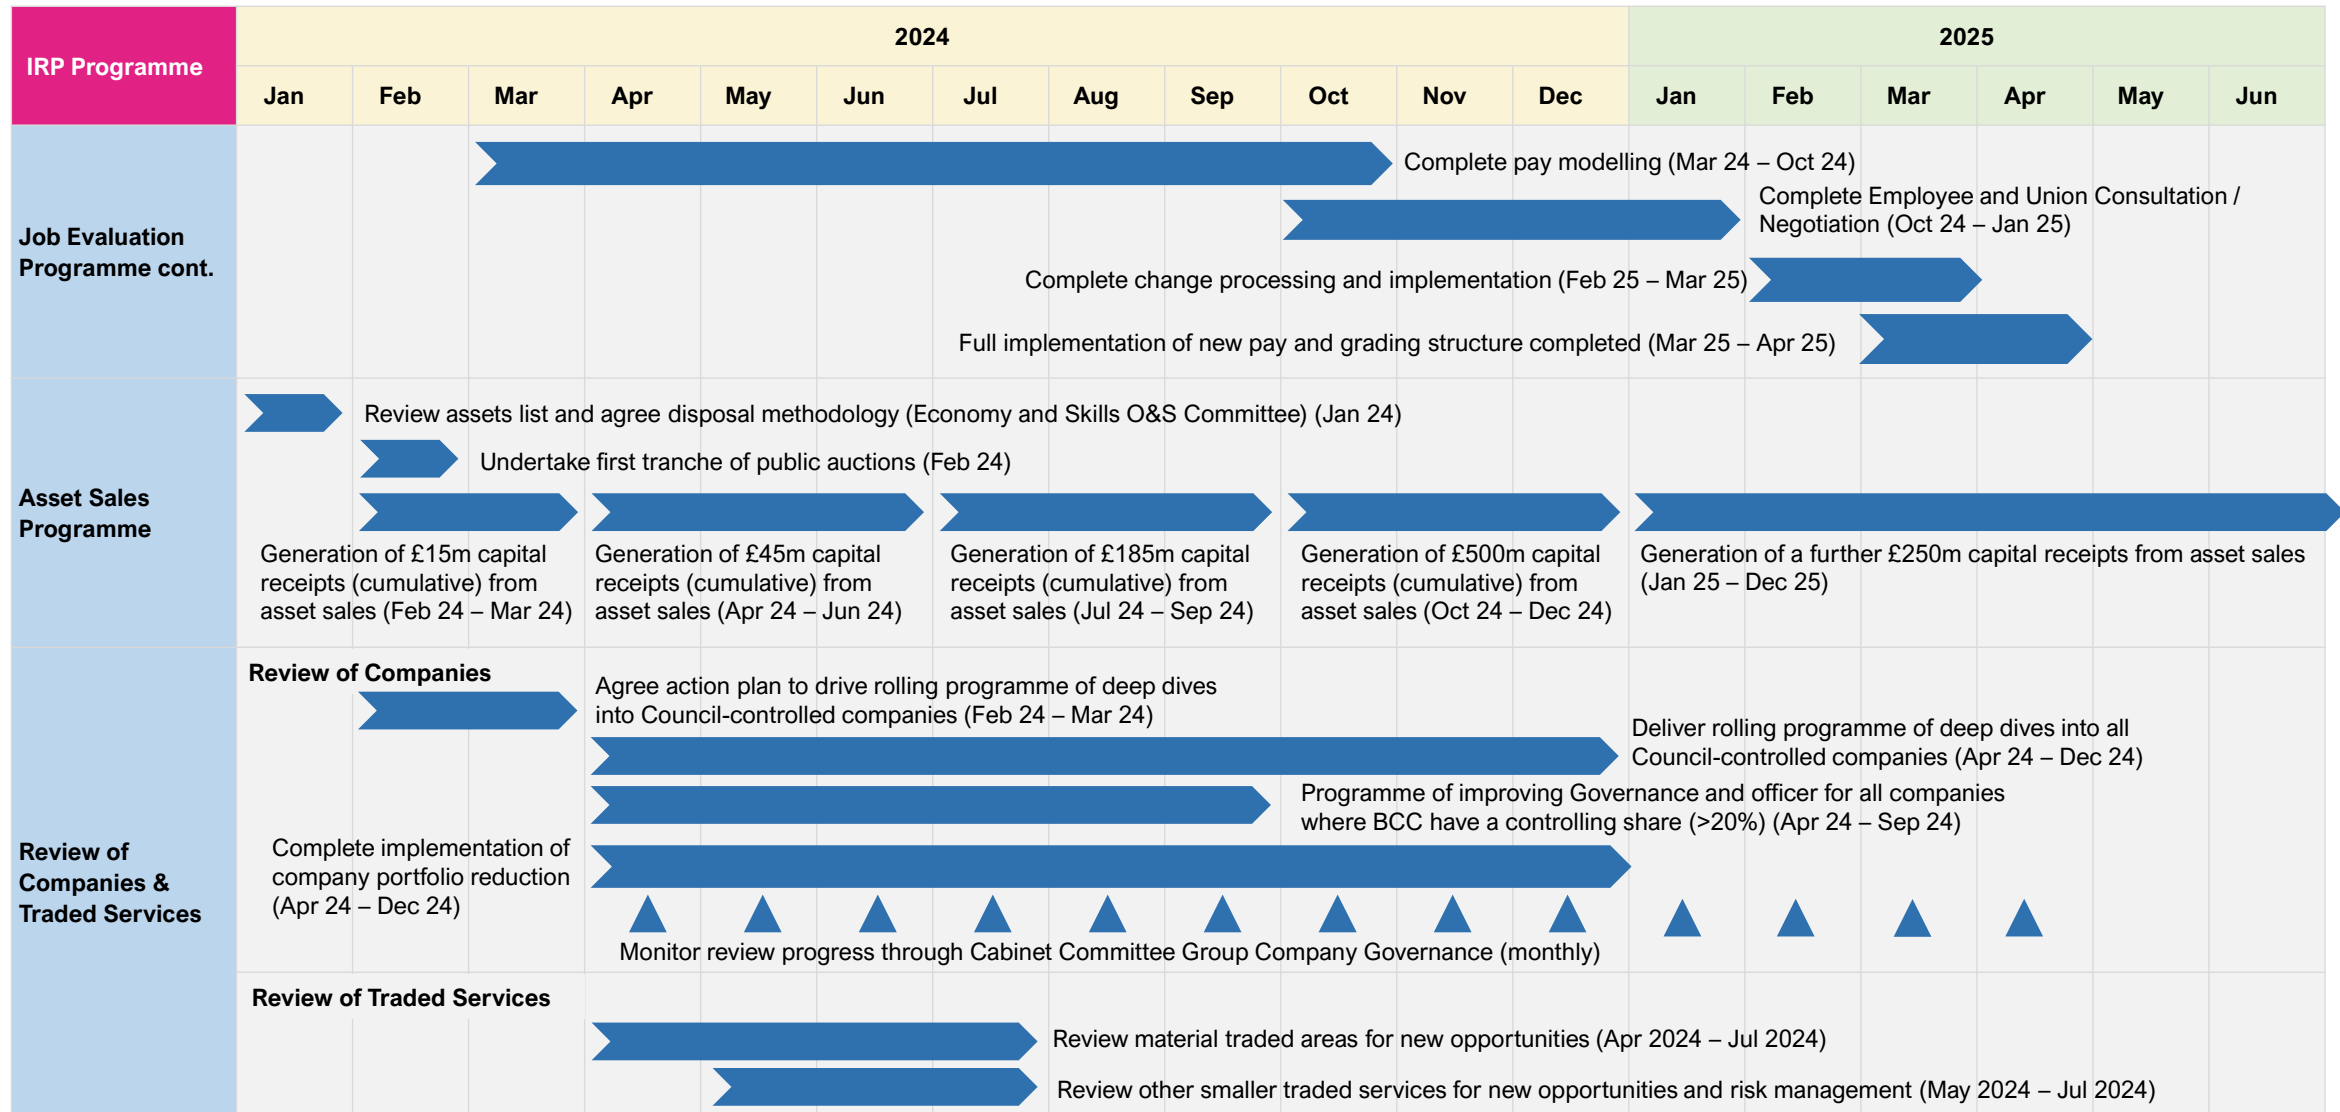 IRP Programme
2024
2025
Jan Feb Mar Apr May Jun Jul Aug Sep Oct Nov Dec Jan Feb Mar Apr May Jun
Job Evaluation
Programme cont.
Complete pay modelling (Mar 24 – Oct 24)
Complete Employee and Union Consultation /
Negotiation (Oct 24 – Jan 25)
Complete change processing and implementation (Feb 25 – Mar 25)
Full implementation of new pay and grading structure completed (Mar 25 – Apr 25)
Asset Sales
Programme
Review assets list and agree disposal methodology (Economy and Skills O&S Committee) (Jan 24)
Undertake first tranche of public auctions (Feb 24)
Generation of £15m capital
receipts (cumulative) from
asset sales (Feb 24 – Mar 24)
Generation of £45m capital
receipts (cumulative) from
asset sales (Apr 24 – Jun 24)
Generation of £185m capital
receipts (cumulative) from
asset sales (Jul 24 – Sep 24)
Generation of £500m capital
receipts (cumulative) from
asset sales (Oct 24 – Dec 24)
Generation of a further £250m capital receipts from asset sales
(Jan 25 – Dec 25)
Review of
Companies &
Traded Services
Review of Companies
Agree action plan to drive rolling programme of deep dives
into Council-controlled companies (Feb 24 – Mar 24)
Deliver rolling programme of deep dives into all
Council-controlled companies (Apr 24 – Dec 24)
Programme of improving Governance and officer for all companies
where BCC have a controlling share (>20%) (Apr 24 – Sep 24)
Complete implementation of
company portfolio reduction
(Apr 24 – Dec 24)
Monitor review progress through Cabinet Committee Group Company Governance (monthly)
Review of Traded Services
Review material traded areas for new opportunities (Apr 2024 – Jul 2024)
Review other smaller traded services for new opportunities and risk management (May 2024 – Jul 2024)